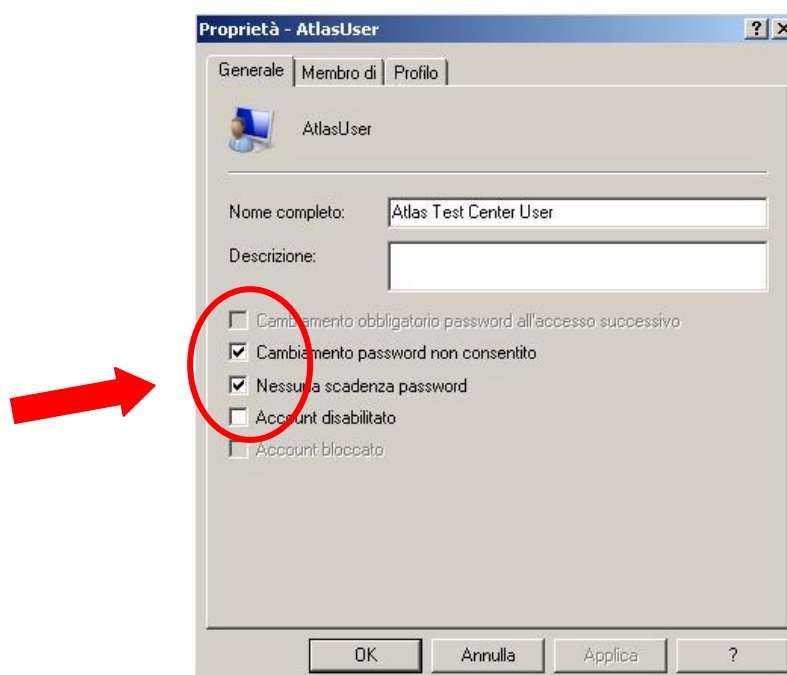 Proprietà - AtlasUser
Generale Membro di Profilo
AtlasUser
Nome completo: Atlas Test Center User
Descrizione:
Cambiamento obbligatorio password all'accesso successivo
Cambiamento password non consentito
Nessuna scadenza password
Account disabilitato
Account bloccato
OK Annulla Applica ?